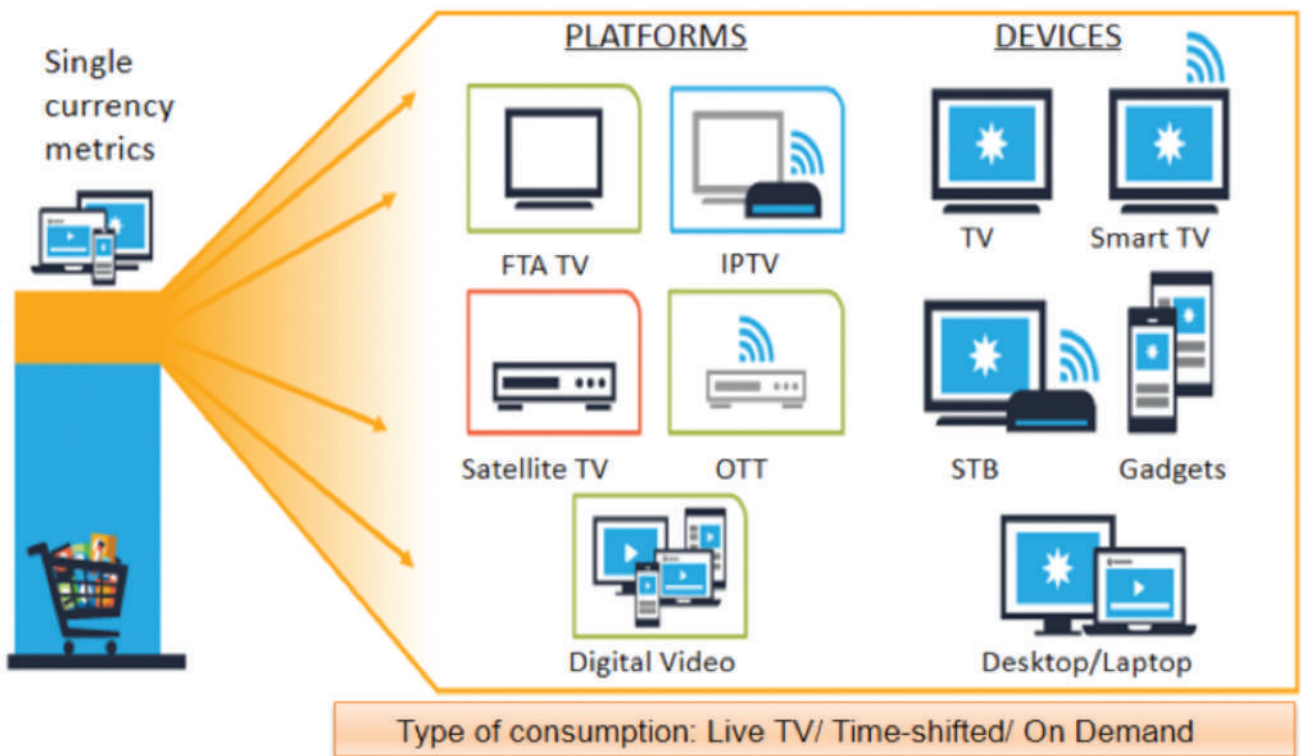 Single
currency
metrics
PLATFORMS
DEVICES
FTA TV
IPTV
TV
Smart TV
Satellite TV
OTT
STB
Gadgets
Digital Video
Desktop/Laptop
Type of consumption: Live TV/ Time-shifted/ On Demand